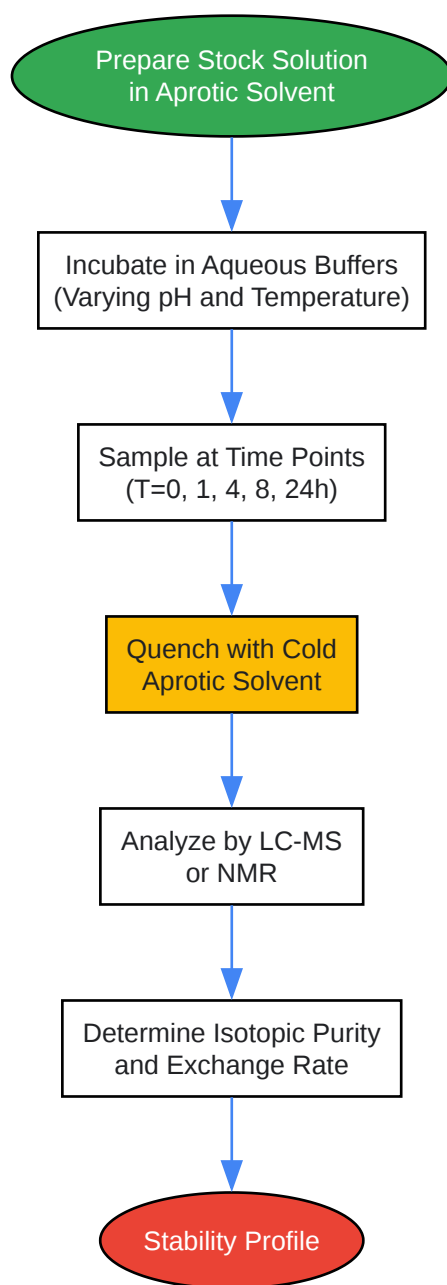 Prepare Stock Solution
in Aprotic Solvent
Incubate in Aqueous Buffers
(Varying pH and Temperature)
Sample at Time Points
(T=0, 1, 4, 8, 24h)
Quench with Cold
Aprotic Solvent
Analyze by LC-MS
or NMR
Determine Isotopic Purity
and Exchange Rate
Stability Profile